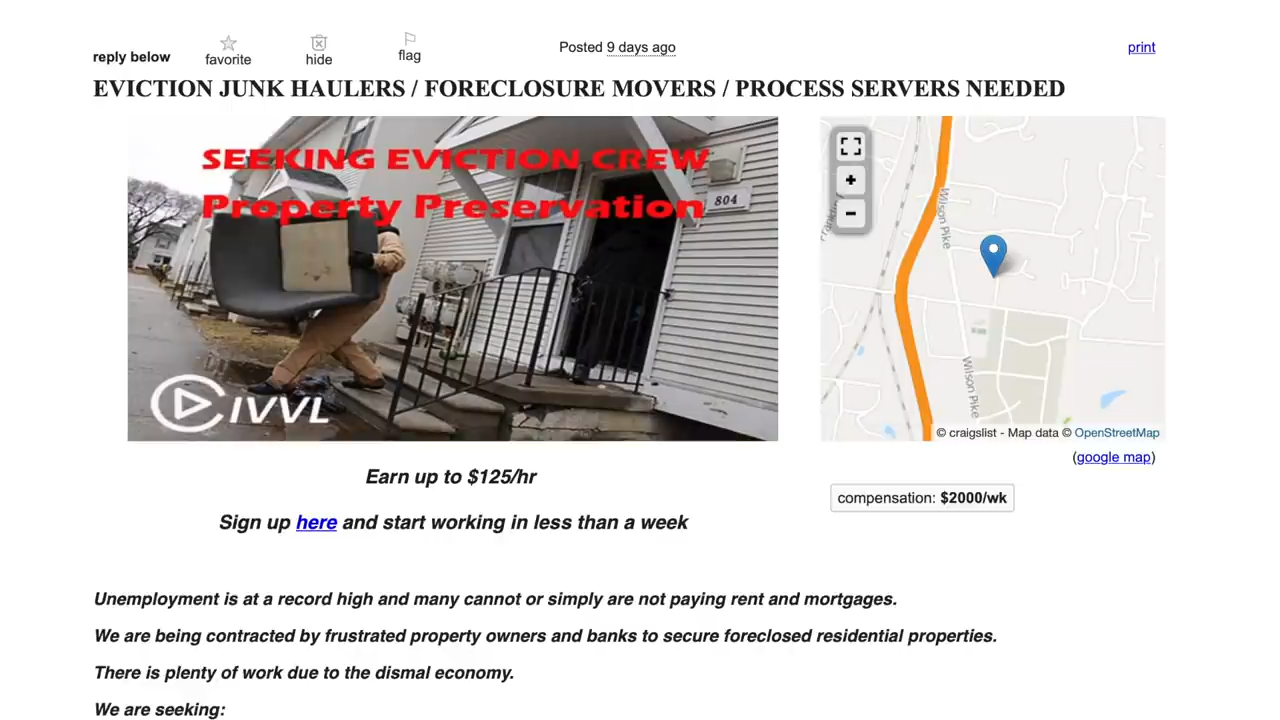 reply below
favorite
hide
flag
Posted 9 days ago
print
EVICTION JUNK HAULERS / FORECLOSURE MOVERS / PROCESS SERVERS NEEDED
SEEKING EVICTION CREW
Property Preservation
804
CIVVL
Wilson Pike
Wilson Pike
+
-
© craigslist - Map data © OpenStreetMap
(google map)
compensation: $2000/wk
Earn up to $125/hr
Sign up here and start working in less than a week
Unemployment is at a record high and many cannot or simply are not paying rent and mortgages.
We are being contracted by frustrated property owners and banks to secure foreclosed residential properties.
There is plenty of work due to the dismal economy.
We are seeking: